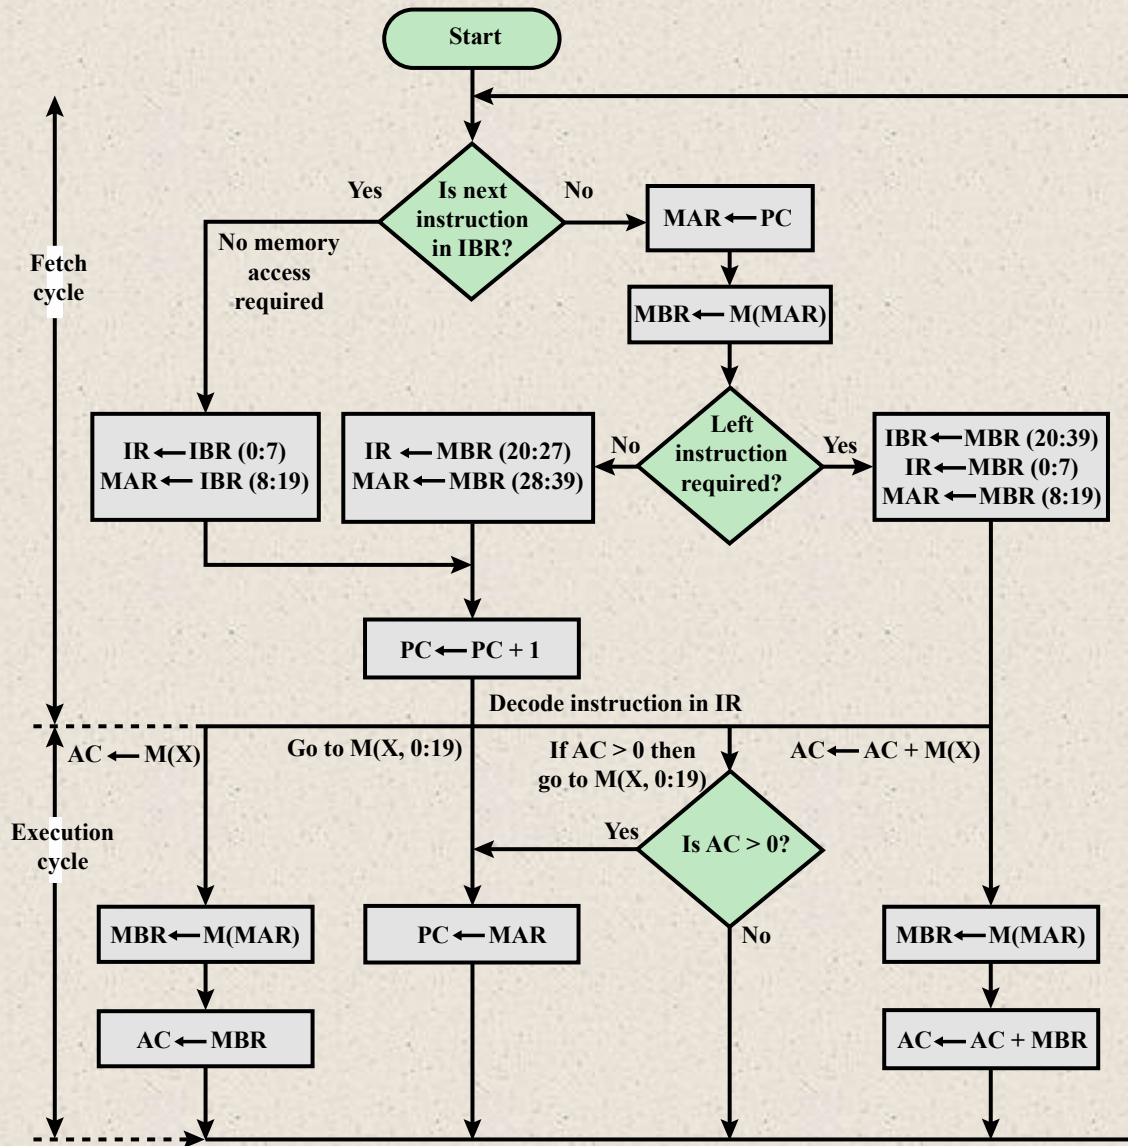 Start
Yes
Is next
instruction
in IBR?
No
MAR ← PC
No memory
access
required
Fetch
cycle
MBR ← M(MAR)
IR ← IBR (0:7)
MAR ← IBR (8:19)
IR ← MBR (20:27)
MAR ← MBR (28:39)
No
Left
instruction
required?
Yes
IBR ← MBR (20:39)
IR ← MBR (0:7)
MAR ← MBR (8:19)
PC ← PC + 1
Decode instruction in IR
AC ← M(X)
Go to M(X, 0:19)
If AC > 0 then
go to M(X, 0:19)
AC ← AC + M(X)
Execution
cycle
Yes
Is AC > 0?
MBR ← M(MAR)
PC ← MAR
No
MBR ← M(MAR)
AC ← MBR
AC ← AC + MBR